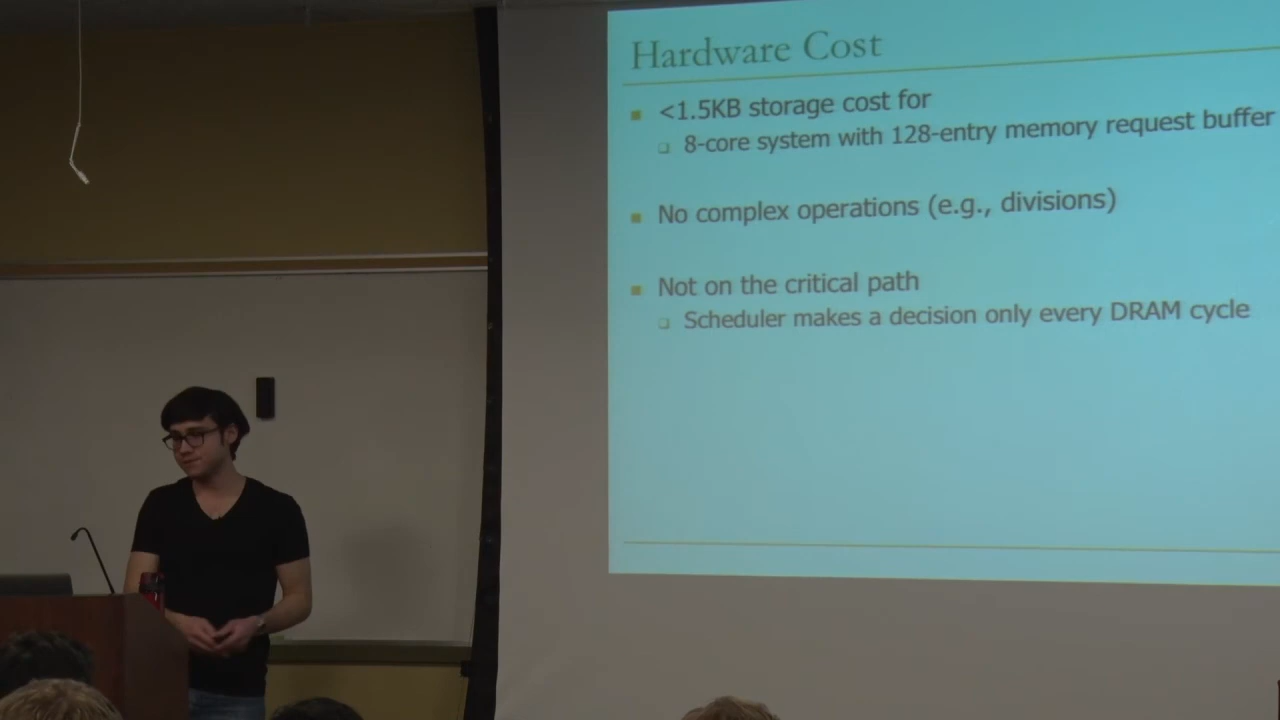 Hardware Cost
<1.5KB storage cost for
8-core system with 128-entry memory request buffer
No complex operations (e.g., divisions)
Not on the critical path
Scheduler makes a decision only every DRAM cycle